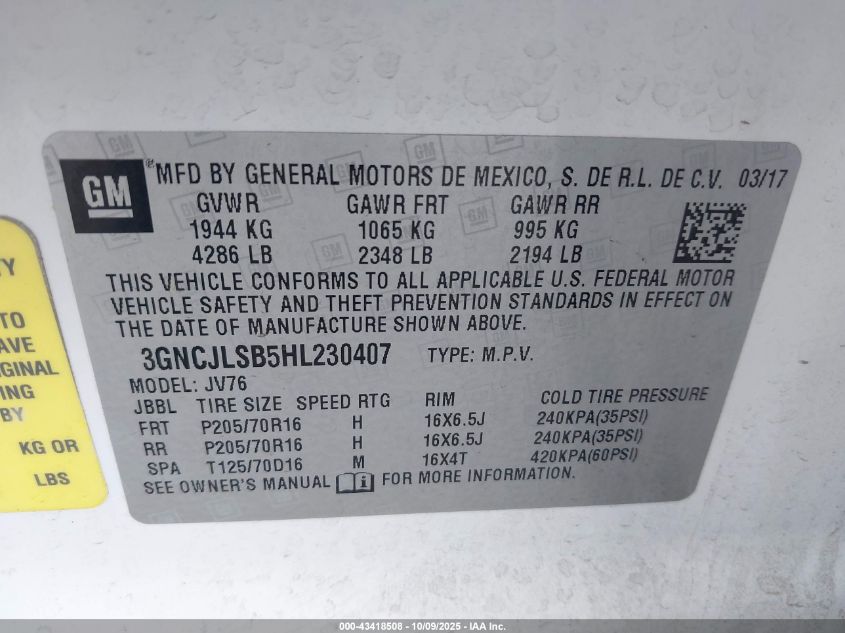 GM
® MFD BY GENERAL MOTORS DE MEXICO, S. DE R.L. DE C.V. 03/17
GVWR GAWR FRT GAWR RR
1944 KG 1065 KG 995 KG
4286 LB 2348 LB 2194 LB
THIS VEHICLE CONFORMS TO ALL APPLICABLE U.S. FEDERAL MOTOR
VEHICLE SAFETY AND THEFT PREVENTION STANDARDS IN EFFECT ON
THE DATE OF MANUFACTURE SHOWN ABOVE.
3GNCJLSB5HL230407 TYPE: M.P.V.
MODEL: JV76
JBBL TIRE SIZE SPEED RTG RIM COLD TIRE PRESSURE
FRT P205/70R16 H 16X6.5J 240KPA(35PSI)
RR P205/70R16 H 16X6.5J 240KPA(35PSI)
SPA T125/70D16 M 16X4T 420KPA(60PSI)
SEE OWNER'S MANUAL i FOR MORE INFORMATION.
TY
TO
AVE
GINAL
ING
BY
KG OR
LBS
000-43418508 - 10/09/2025 - IAA Inc.